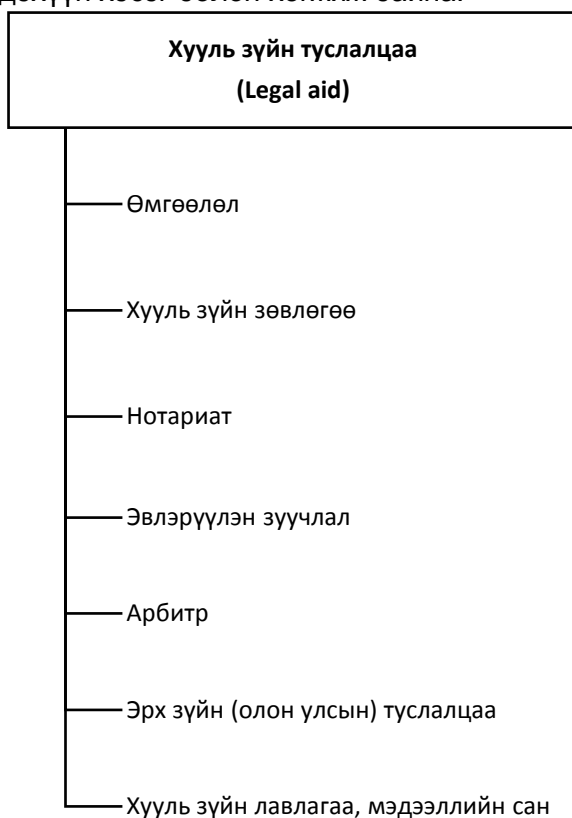 Хууль зүйн туслалцаа
(Legal aid)
Өмгөөлөл
Хууль зүйн зөвлөгөө
Нотариат
Эвлэрүүлэн зуучлал
Арбитр
Эрх зүйн (олон улсын) туслалцаа
Хууль зүйн лавлагаа, мэдээллийн сан